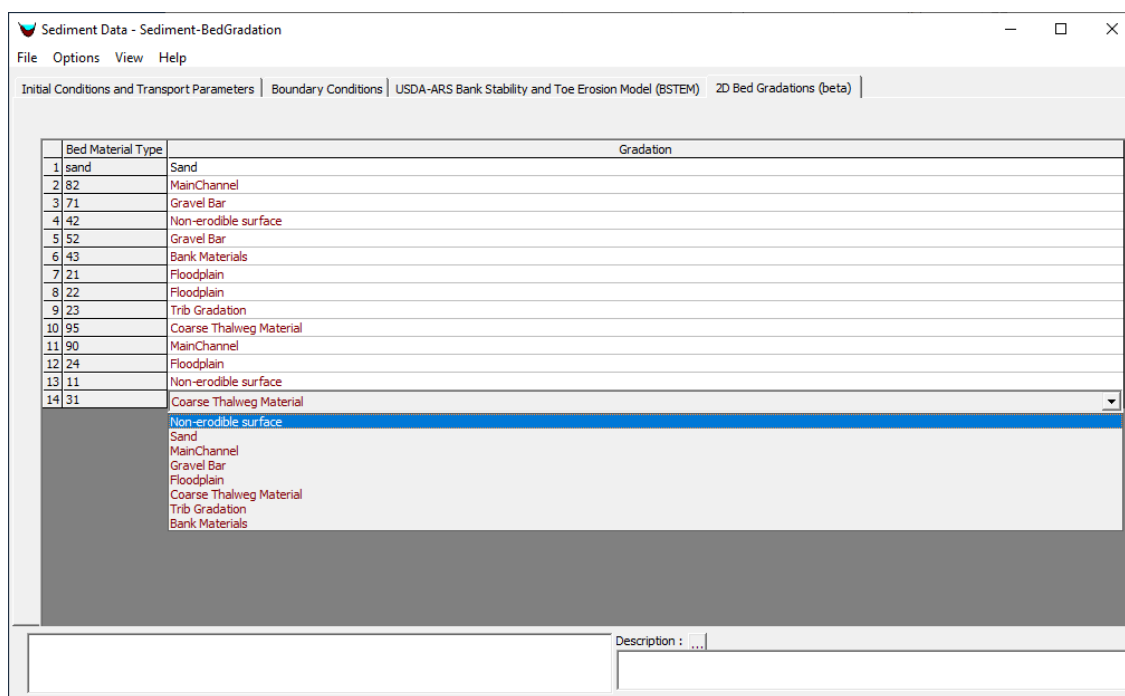 Sediment Data - Sediment-BedGradation
File Options View Help
Initial Conditions and Transport Parameters Boundary Conditions USDA-ARS Bank Stability and Toe Erosion Model (BSTEM) 2D Bed Gradations (beta)
Bed Material Type Gradation
1 sand Sand
2 82 MainChannel
3 71 Gravel Bar
4 42 Non-erodible surface
5 52 Gravel Bar
6 43 Bank Materials
7 21 Floodplain
8 22 Floodplain
9 23 Trib Gradation
10 95 Coarse Thalweg Material
11 90 MainChannel
12 24 Floodplain
13 11 Non-erodible surface
14 31 Coarse Thalweg Material
Non-erodible surface
Sand
MainChannel
Gravel Bar
Floodplain
Coarse Thalweg Material
Trib Gradation
Bank Materials
Description : ...